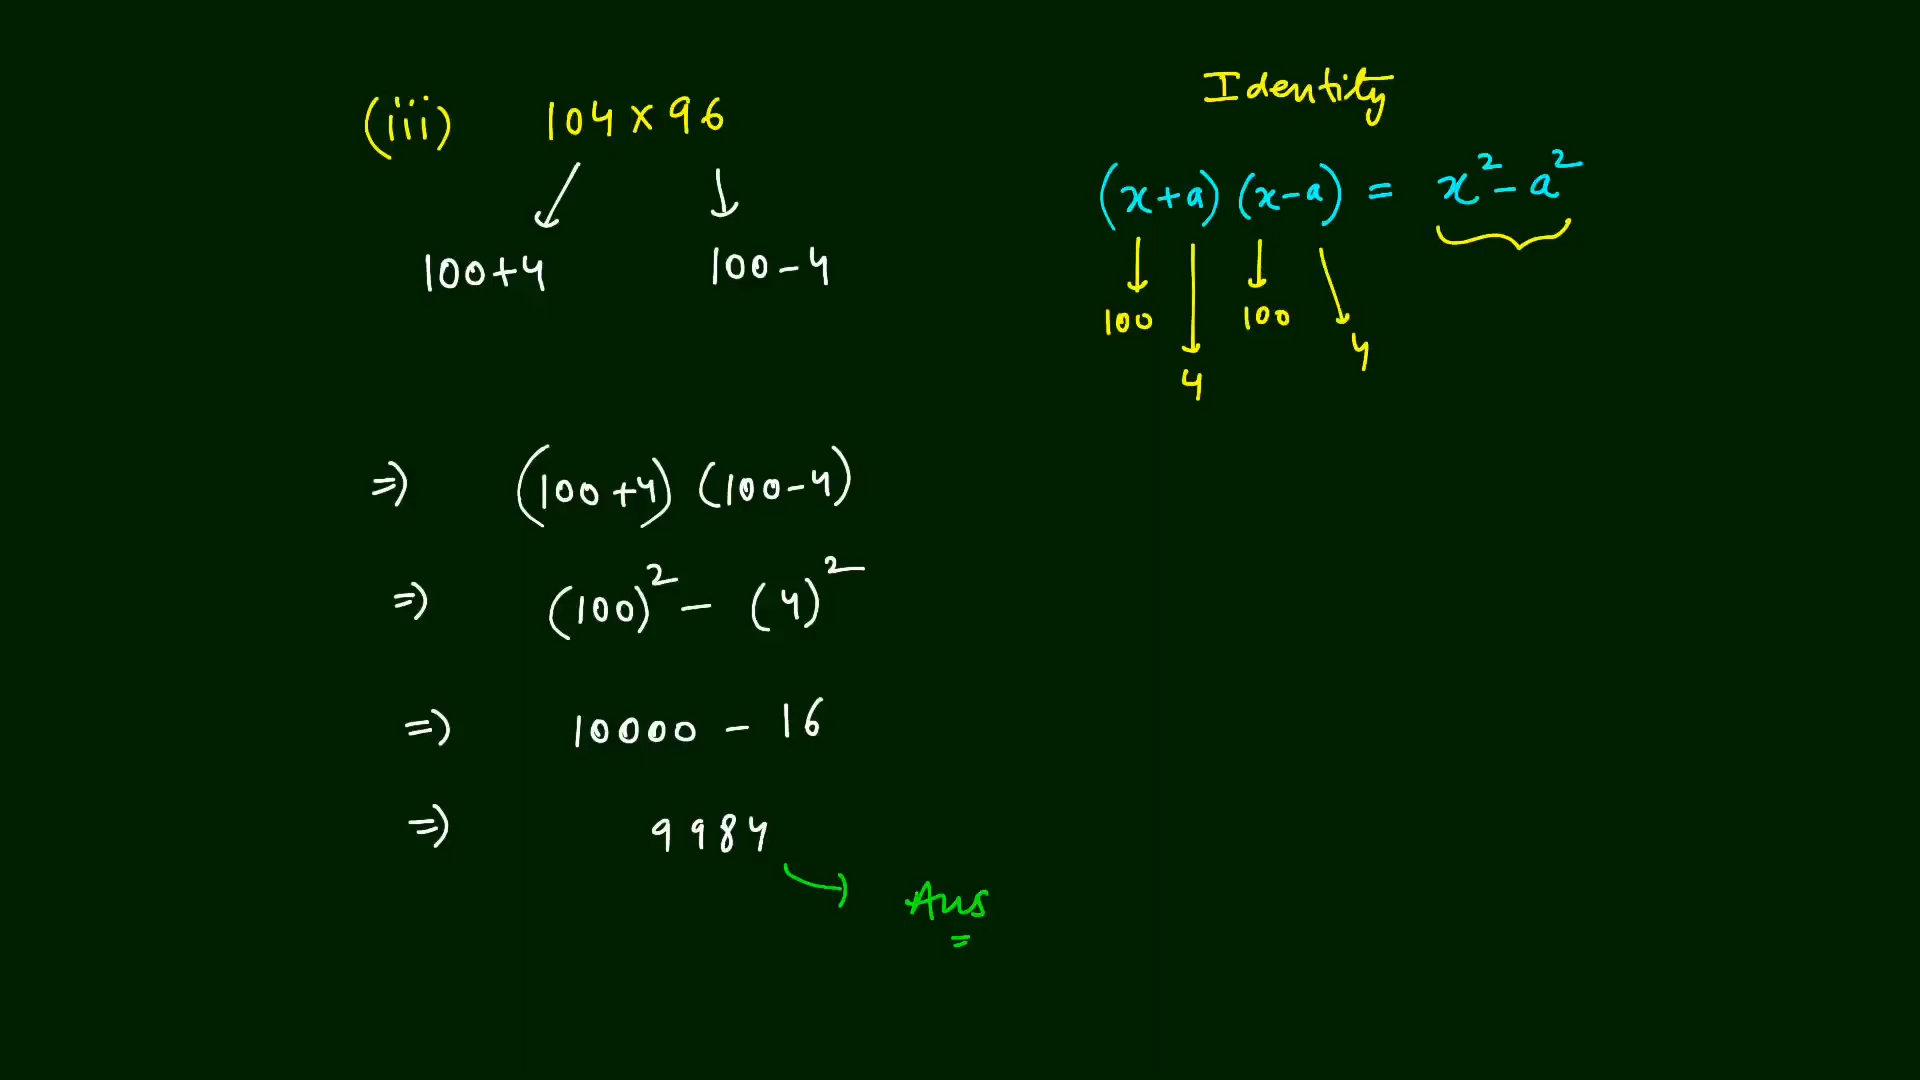 (iii) 104 × 96
100+4 100-4
⇒ (100+4) (100-4)
⇒ (100)² - (4)²
⇒ 10000 - 16
⇒ 9984
Ans
Identity
(x+a) (x-a) = x² - a²
100 100
4 4